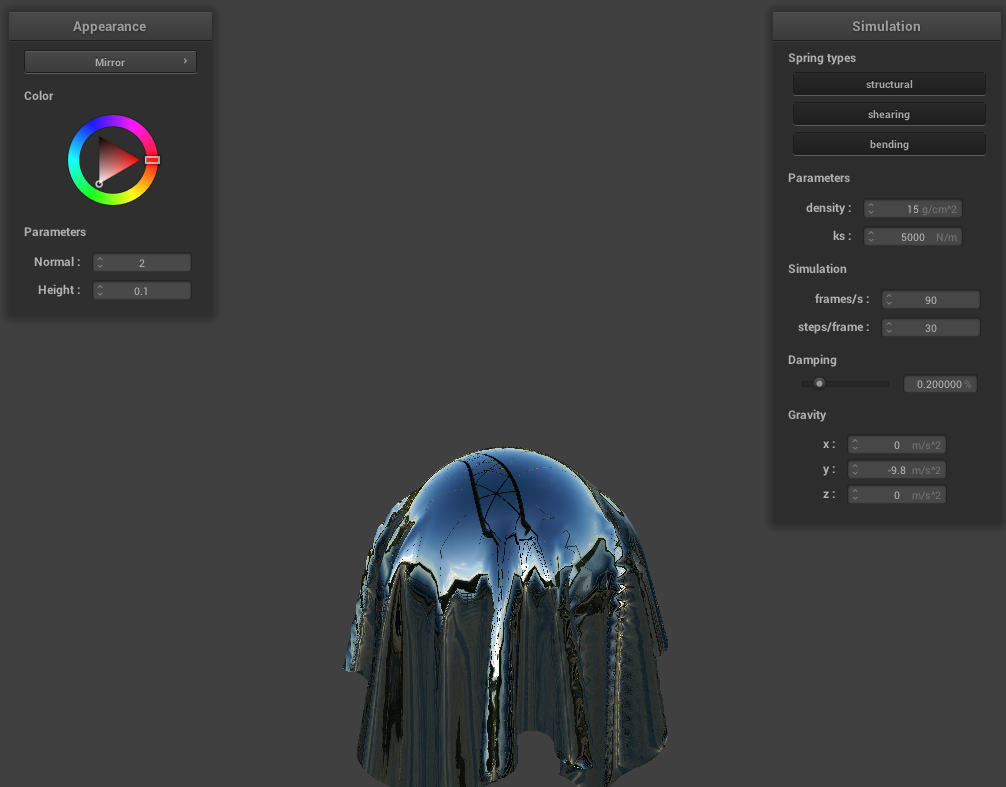 Appearance
Mirror
Color
Parameters
Normal : 2
Height : 0.1
Simulation
Spring types
structural
shearing
bending
Parameters
density : 15 g/cm^2
ks : 5000 N/m
Simulation
frames/s : 90
steps/frame : 30
Damping
0.200000 %
Gravity
x : 0 m/s^2
y : -9.8 m/s^2
z : 0 m/s^2